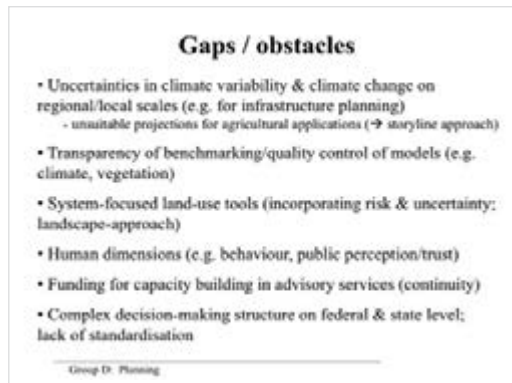 Gaps / obstacles
• Uncertainties in climate variability & climate change on
regional/local scales (e.g. for infrastructure planning)
- unsuitable projections for agricultural applications (→ storyline approach)
• Transparency of benchmarking/quality control of models (e.g.
climate, vegetation)
• System-focused land-use tools (incorporating risk & uncertainty;
landscape-approach)
• Human dimensions (e.g. behaviour, public perception/trust)
• Funding for capacity building in advisory services (continuity)
• Complex decision-making structure on federal & state level;
lack of standardisation
Group D: Planning